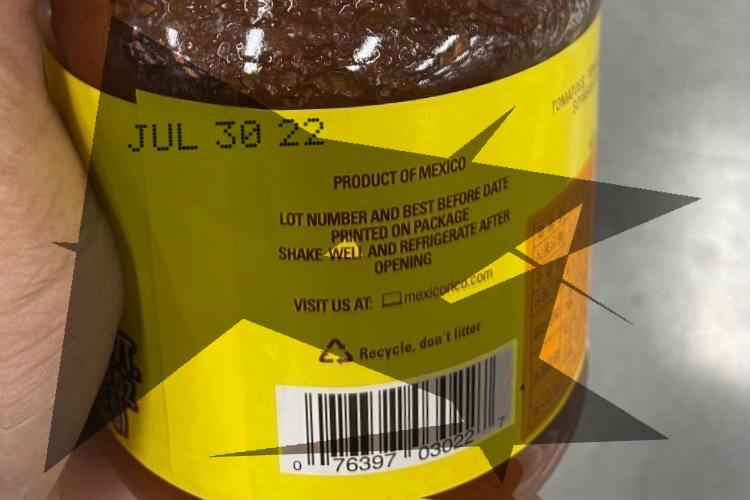 JUL 30 22
PRODUCT OF MEXICO
LOT NUMBER AND BEST BEFORE DATE
PRINTED ON PACKAGE
SHAKE WELL AND REFRIGERATE AFTER
OPENING
VISIT US AT: mexicorico.com
Recycle, don't litter
0 76397 03022 7